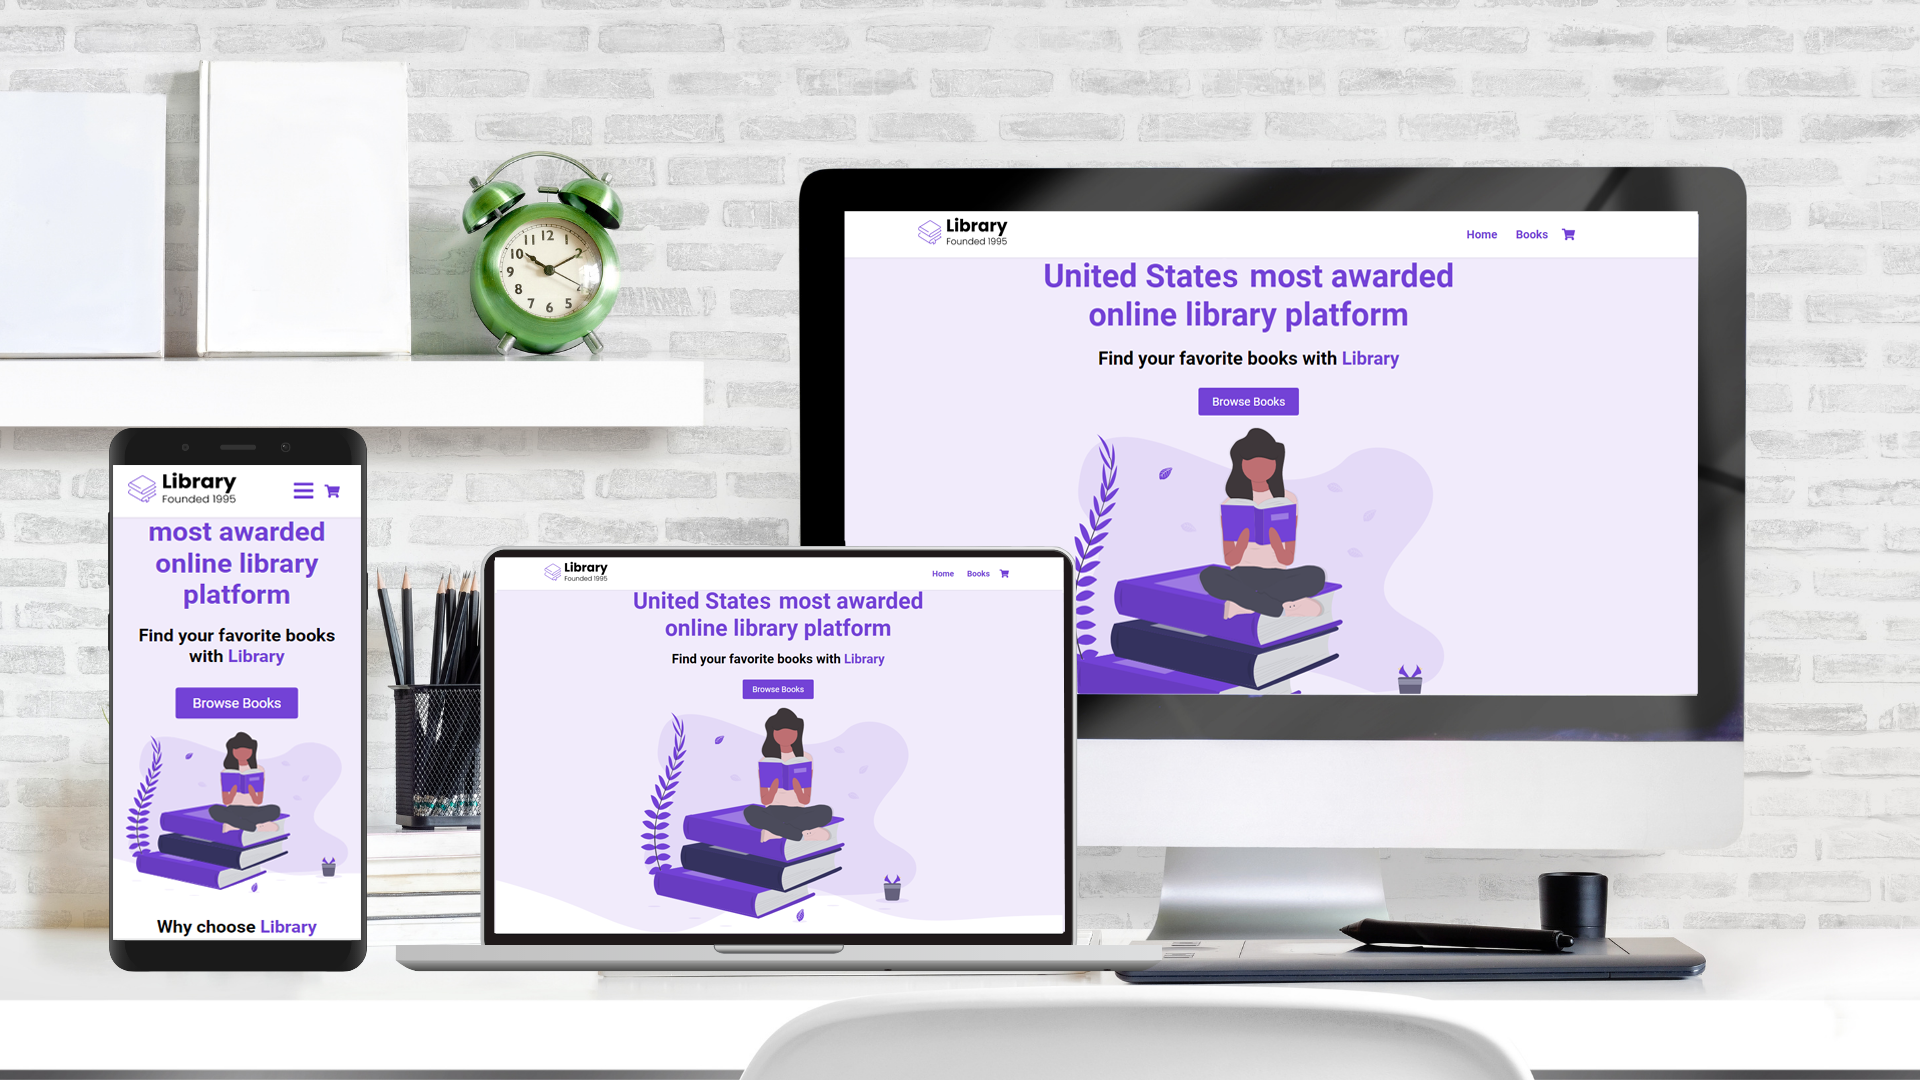 12
1
2
4
5
6
7
8
9
10
11
Library
Founded 1995
Home Books
United States most awarded
online library platform
Find your favorite books with Library
Browse Books
Library
Founded 1995
most awarded
online library
platform
Find your favorite books
with Library
Browse Books
Why choose Library
Library
Founded 1995
Home Books
United States most awarded
online library platform
Find your favorite books with Library
Browse Books